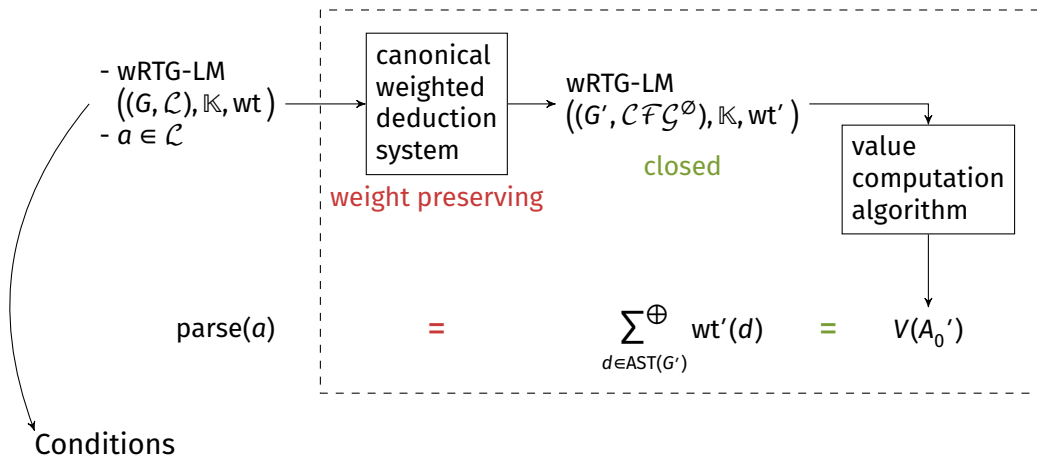 - wRTG-LM
((G, ℒ), 𝕂, wt)
- a ∈ ℒ
canonical
weighted
deduction
system
weight preserving
wRTG-LM
((G′, 𝒞ℱ𝒢^∅), 𝕂, wt′)
closed
value
computation
algorithm
parse(a) = ∑^⊕ wt′(d) = V(A₀′)
d∈AST(G′)
Conditions